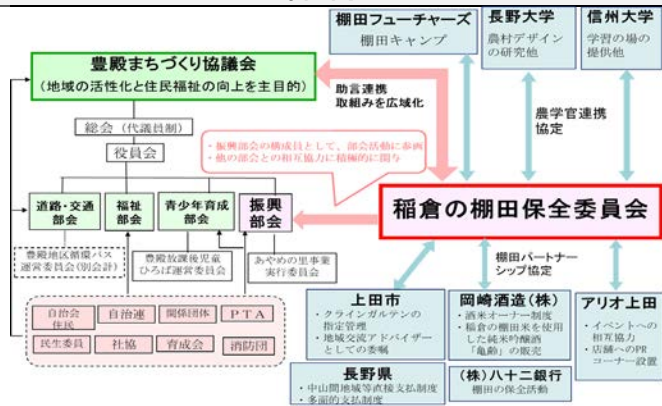 豊殿まちづくり協議会
(地域の活性化と住民福祉の向上を主目的)
総会(代議員制)
役員会
道路・交通
部会
福祉
部会
青少年育成
部会
振興
部会
豊殿地区循環バス
運営委員会(別会計)
豊殿放課後児童
ひろば運営委員会
あやめの里事業
実行委員会
自治会
住民
自治連
関係団体
PTA
民生委員
社協
育成会
消防団
助言連携
取組みを広域化
・振興部会の構成員として、部会活動に参画
・他の部会との相互協力に積極的に関与
棚田フューチャーズ
棚田キャンプ
長野大学
農村デザイン
の研究他
信州大学
学習の場の
提供他
農学官連携
協定
稲倉の棚田保全委員会
棚田パートナー
シップ協定
上田市
・クラインガルテンの
指定管理
・地域交流アドバイザー
としての委嘱
長野県
・中山間地域等直接支払制度
・多面的支払制度
岡崎酒造(株)
・酒米オーナー制度
・稲倉の棚田米を使用
した純米吟醸酒
「亀齢」の販売
(株)八十二銀行
棚田の保全活動
アリオ上田
・イベントへの
相互協力
・店舗へのPR
コーナー設置